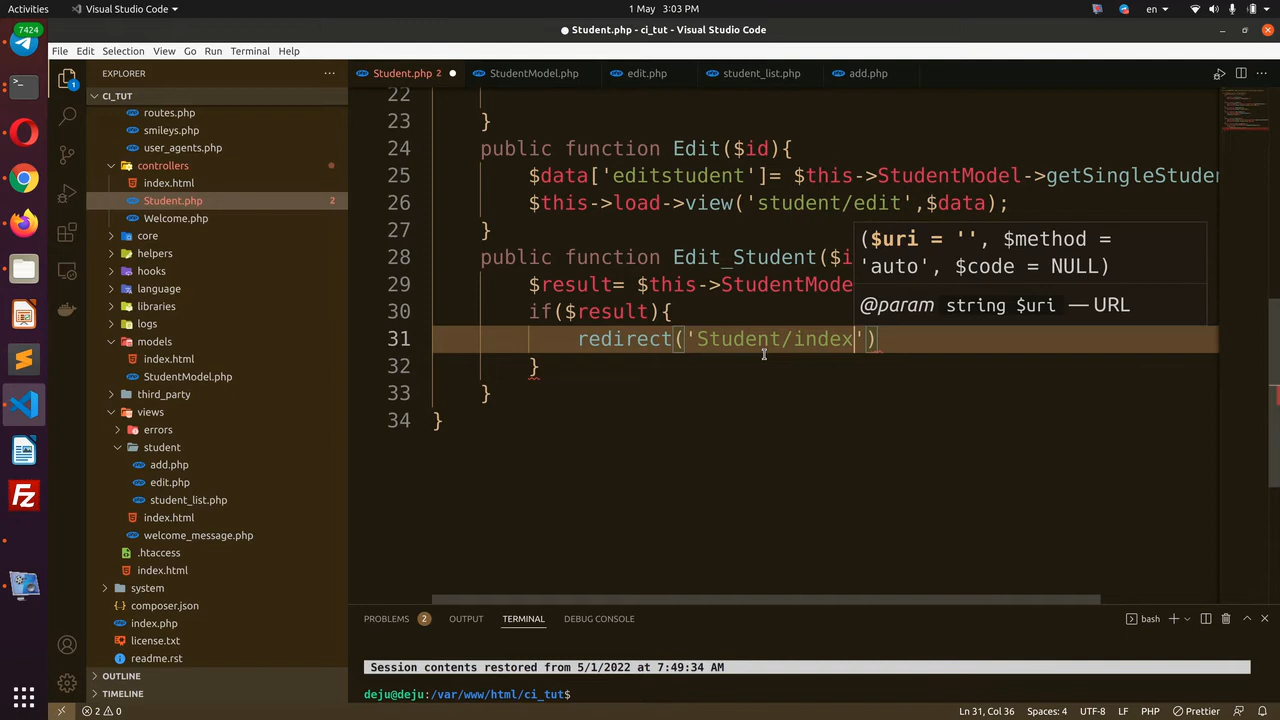 Activities
Visual Studio Code
1 May 3:03 PM
en
7424
● Student.php - ci_tut - Visual Studio Code
File Edit Selection View Go Run Terminal Help
EXPLORER
Student.php 2
StudentModel.php
edit.php
student_list.php
add.php
1
CI_TUT
routes.php
smileys.php
user_agents.php
controllers
index.html
Student.php 2
Welcome.php
core
helpers
hooks
language
libraries
logs
models
index.html
StudentModel.php
third_party
views
errors
student
add.php
edit.php
student_list.php
index.html
welcome_message.php
.htaccess
index.html
system
composer.json
index.php
license.txt
readme.rst
OUTLINE
TIMELINE
22
23 }
24 public function Edit($id){
25 $data['editstudent']= $this->StudentModel->getSingleStuden
26 $this->load->view('student/edit',$data);
27 }
28 public function Edit_Student($i
29 $result= $this->StudentMode
30 if($result){
31 redirect('Student/index')
32 }
33 }
34 }
($uri = '', $method =
'auto', $code = NULL)
@param string $uri — URL
PROBLEMS 2 OUTPUT TERMINAL DEBUG CONSOLE
bash
Session contents restored from 5/1/2022 at 7:49:34 AM
deju@deju:/var/www/html/ci_tut$
2 0
Ln 31, Col 36 Spaces: 4 UTF-8 LF PHP Prettier